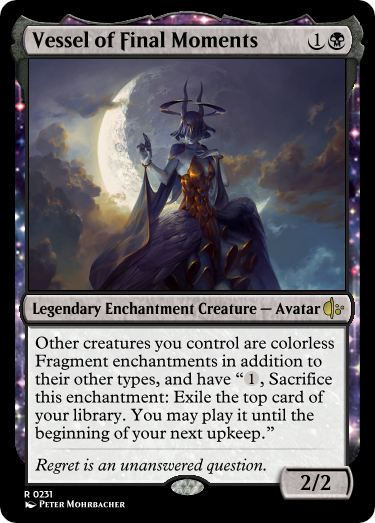 Vessel of Final Moments 1
Legendary Enchantment Creature — Avatar
Other creatures you control are colorless
Fragment enchantments in addition to
their other types, and have “ 1 , Sacrifice
this enchantment: Exile the top card of
your library. You may play it until the
beginning of your next upkeep.”
Regret is an unanswered question.
2/2
R 0231
Peter Mohrbacher